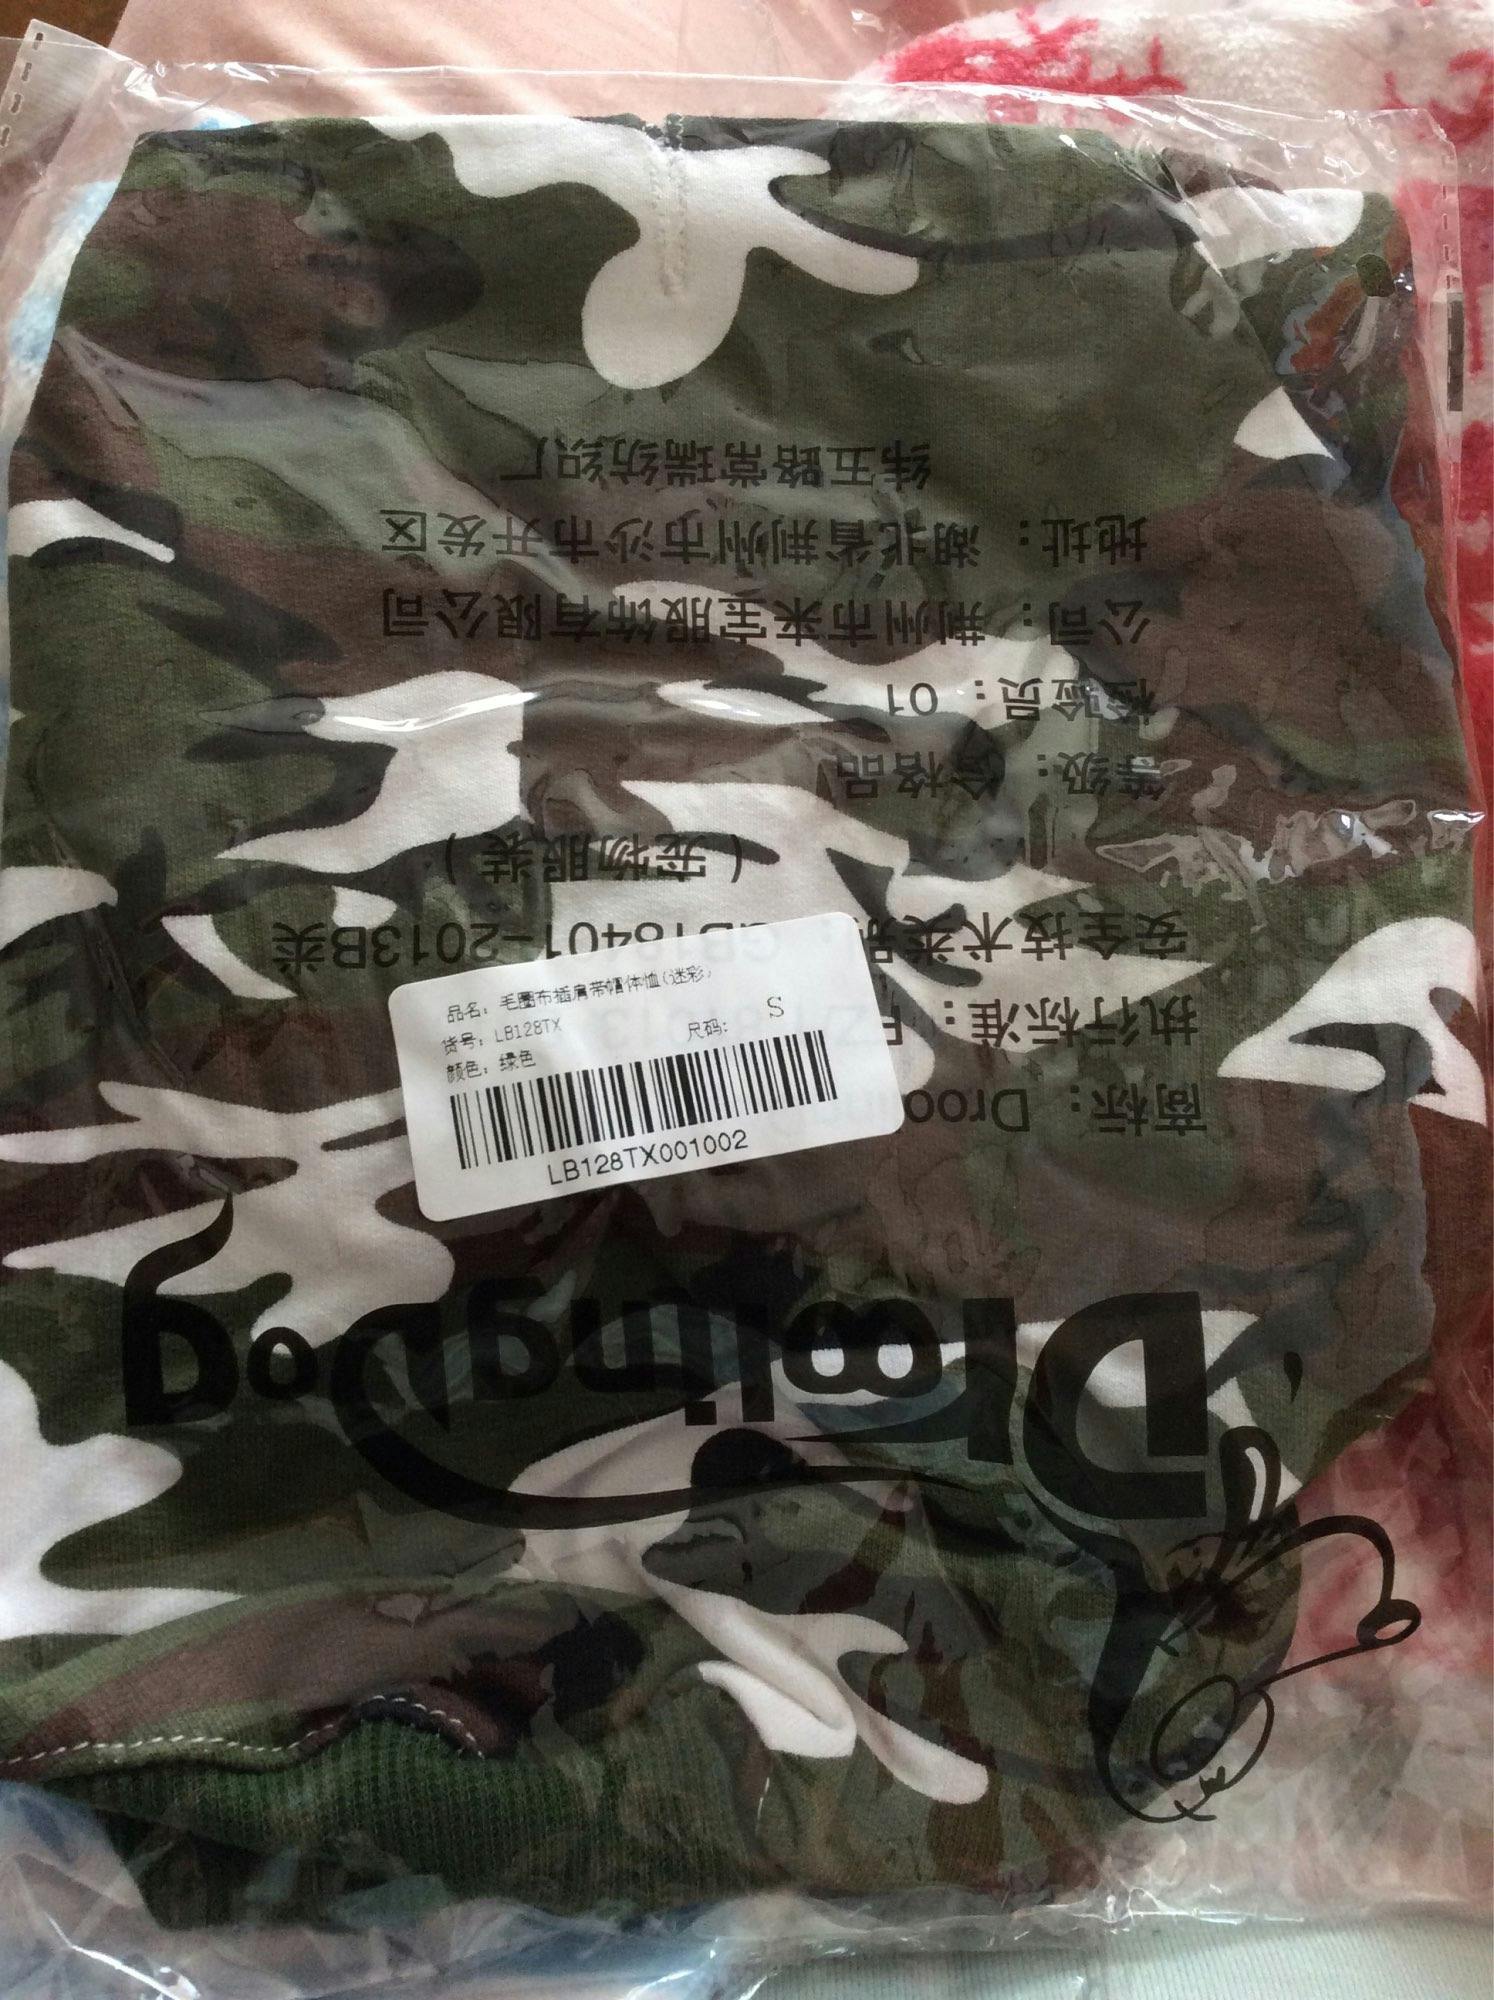 品名: 毛圈布插肩带帽体恤(迷彩)
货号: LB128TX 尺码: S
颜色: 绿色
LB128TX001002
DroolingDog
商标: Drooling
执行标准:
安全技术类别: GB18401-2013B类
(宠物服装)
等级: 合格品
检验员: 01
公司: 荆州市来宝服饰有限公司
地址: 湖北省荆州市沙市开发区
纬五路常瑞纺织厂